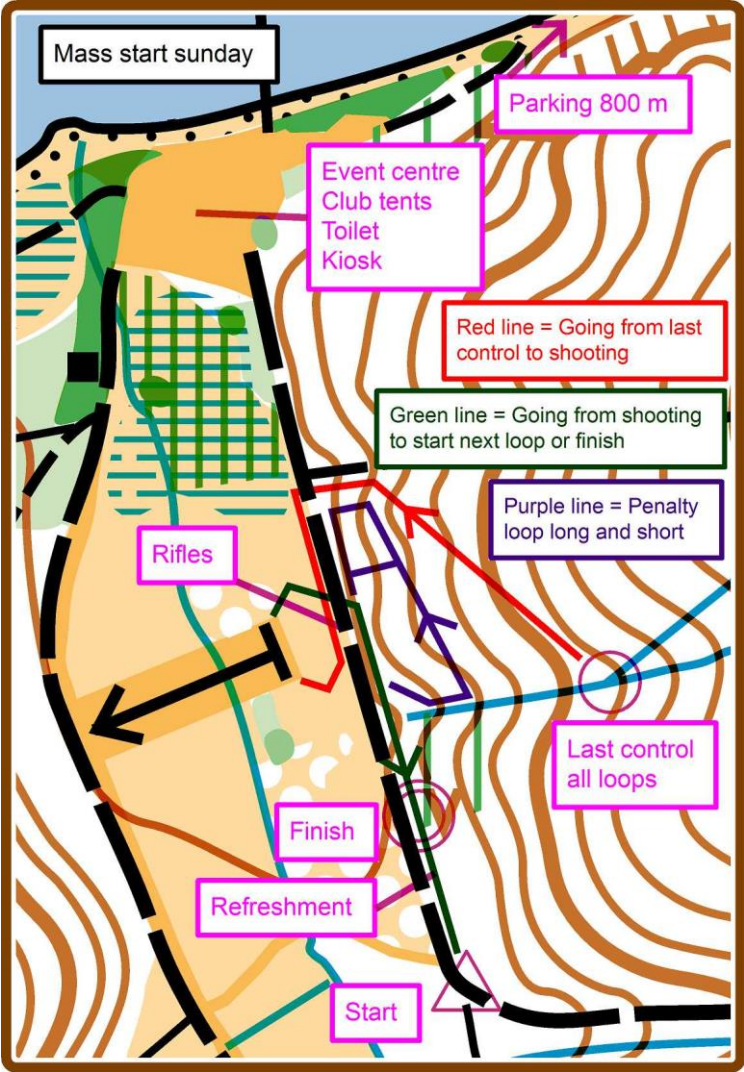 Mass start sunday
Parking 800 m
Event centre
Club tents
Toilet
Kiosk
Red line = Going from last
control to shooting
Green line = Going from shooting
to start next loop or finish
Purple line = Penalty
loop long and short
Rifles
Last control
all loops
Finish
Refreshment
Start